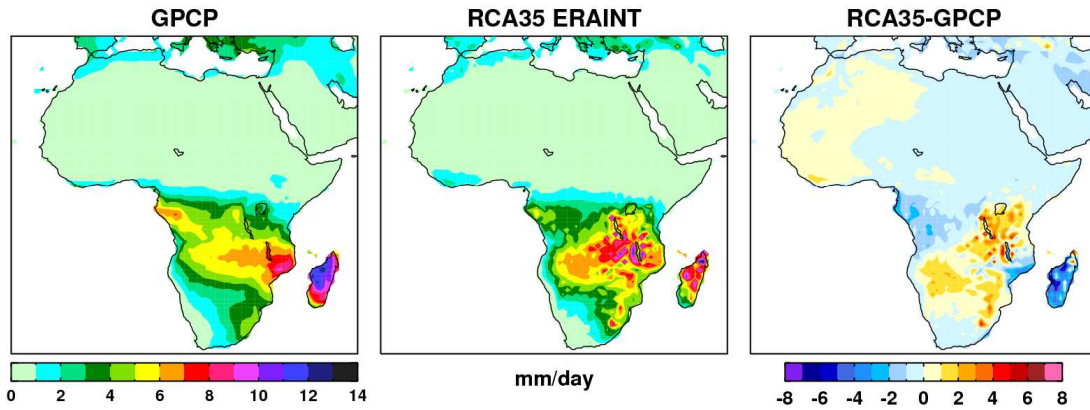 GPCP
RCA35 ERAINT
RCA35-GPCP
0 2 4 6 8 10 12 14
mm/day
-8 -6 -4 -2 0 2 4 6 8